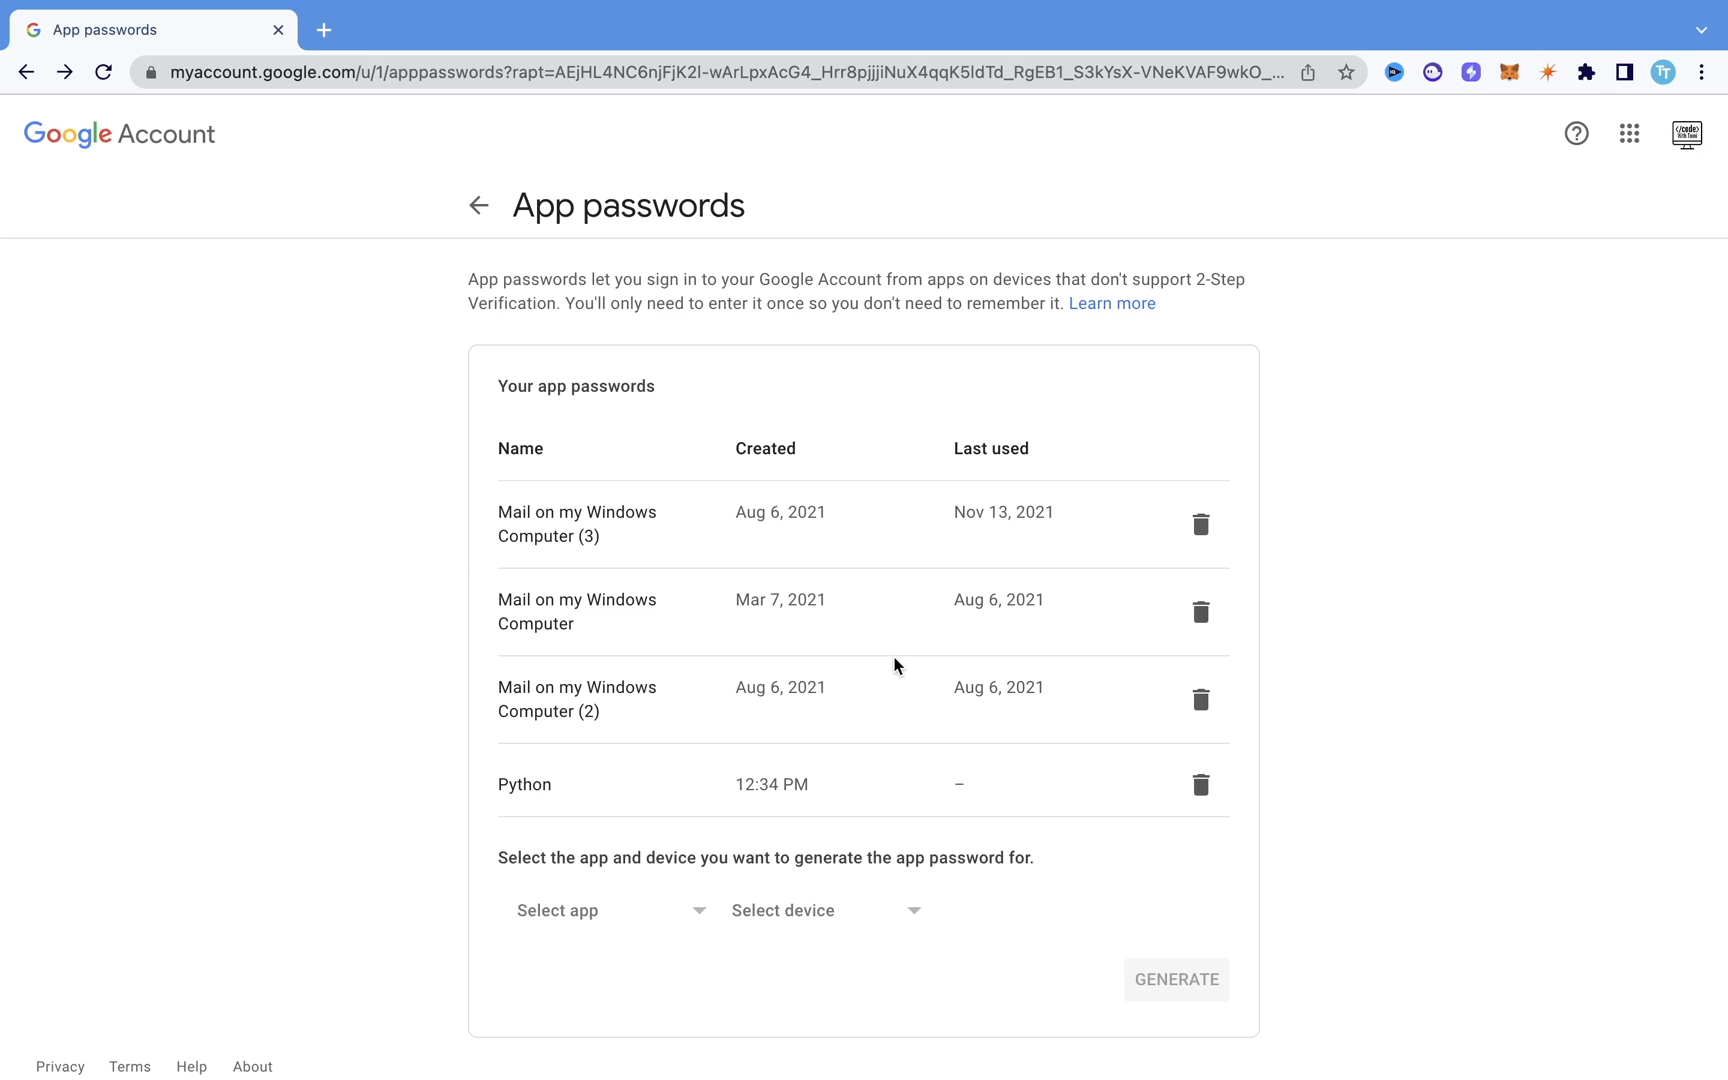 App passwords
myaccount.google.com/u/1/apppasswords?rapt=AEjHL4NC6njFjK2I-wArLpxAcG4_Hrr8pjjjiNuX4qqK5ldTd_RgEB1_S3kYsX-VNeKVAF9wkO_...
TT
Google Account
</code>
With Tomi
App passwords
App passwords let you sign in to your Google Account from apps on devices that don't support 2-Step
Verification. You'll only need to enter it once so you don't need to remember it. Learn more
Your app passwords
Name Created Last used
Mail on my Windows Aug 6, 2021 Nov 13, 2021
Computer (3)
Mail on my Windows Mar 7, 2021 Aug 6, 2021
Computer
Mail on my Windows Aug 6, 2021 Aug 6, 2021
Computer (2)
Python 12:34 PM –
Select the app and device you want to generate the app password for.
Select app Select device
GENERATE
Privacy Terms Help About